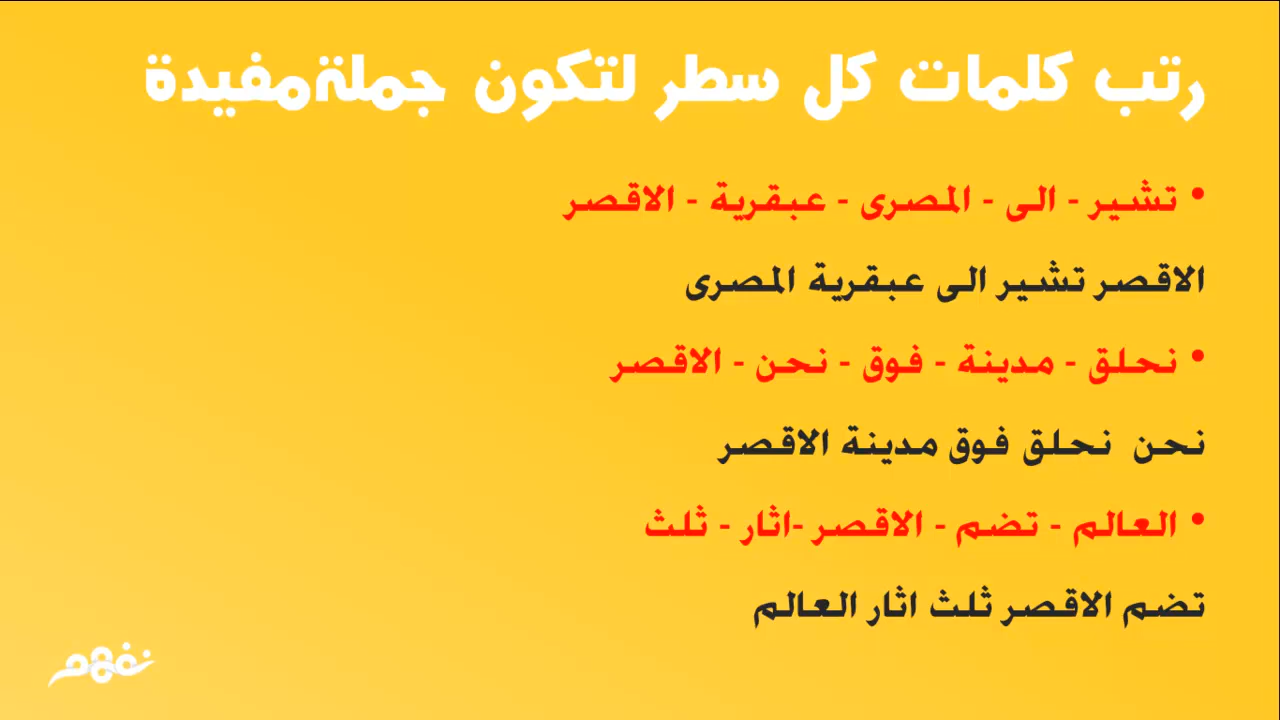 رتب كلمات كل سطر لتكون جملةمفيدة
• تشير - الى - المصرى - عبقرية - الاقصر
الاقصر تشير الى عبقرية المصرى
• نحلق - مدينة - فوق - نحن - الاقصر
نحن نحلق فوق مدينة الاقصر
• العالم - تضم - الاقصر -اثار - ثلث
تضم الاقصر ثلث اثار العالم
نفهم